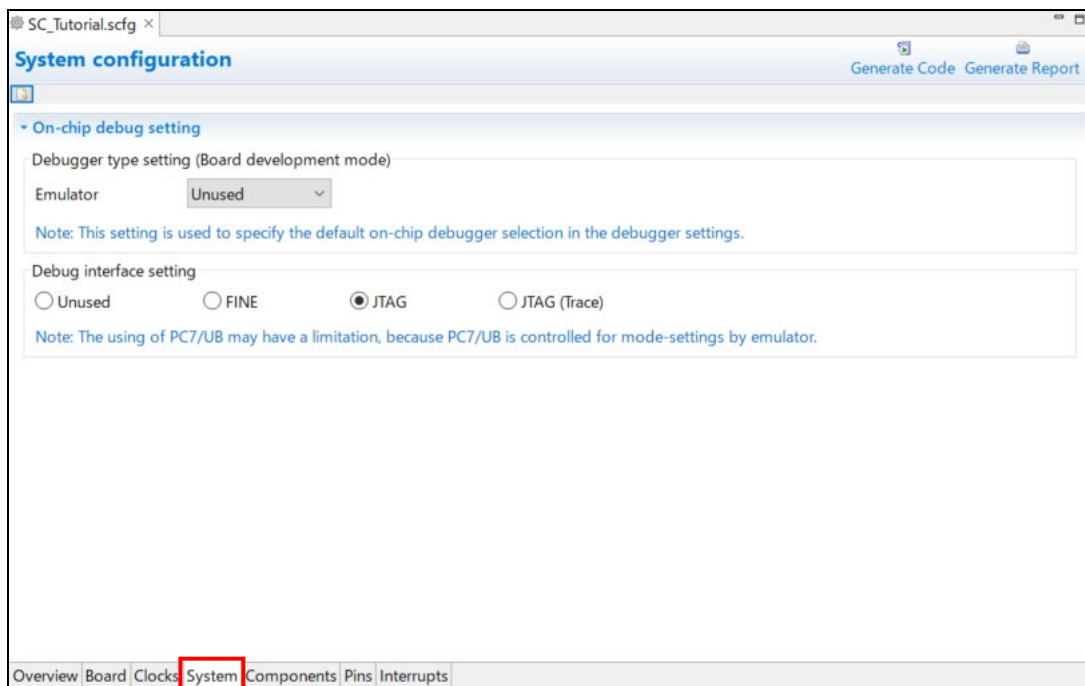 SC_Tutorial.scfg
System configuration
Generate Code Generate Report
On-chip debug setting
Debugger type setting (Board development mode)
Emulator Unused
Note: This setting is used to specify the default on-chip debugger selection in the debugger settings.
Debug interface setting
Unused FINE JTAG JTAG (Trace)
Note: The using of PC7/UB may have a limitation, because PC7/UB is controlled for mode-settings by emulator.
Overview Board Clocks System Components Pins Interrupts